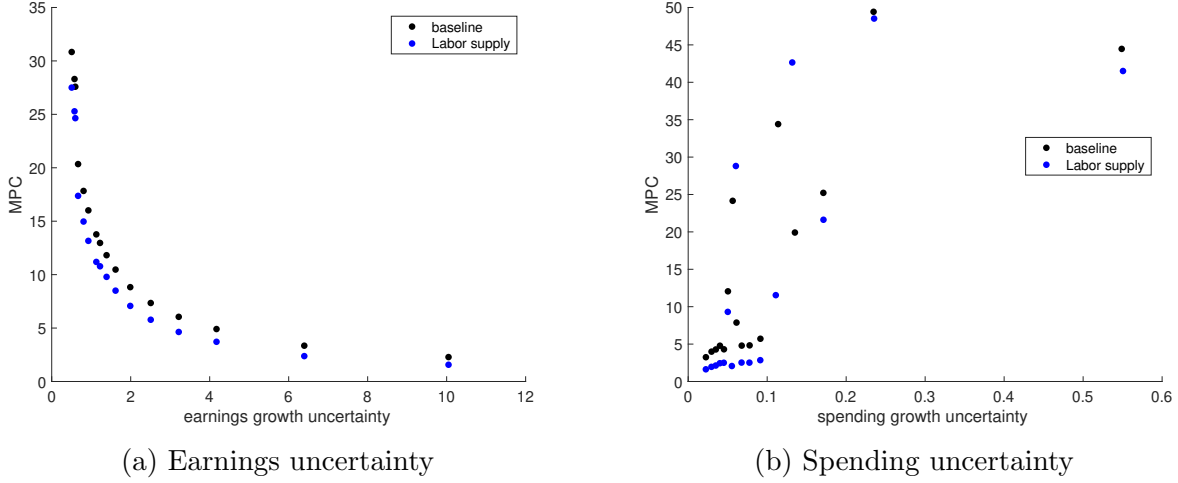 35
30
25
20
15
10
5
0
MPC
0 2 4 6 8 10 12
earnings growth uncertainty
baseline
Labor supply
(a) Earnings uncertainty
50
45
40
35
30
25
20
15
10
5
0
MPC
0 0.1 0.2 0.3 0.4 0.5 0.6
spending growth uncertainty
baseline
Labor supply
(b) Spending uncertainty